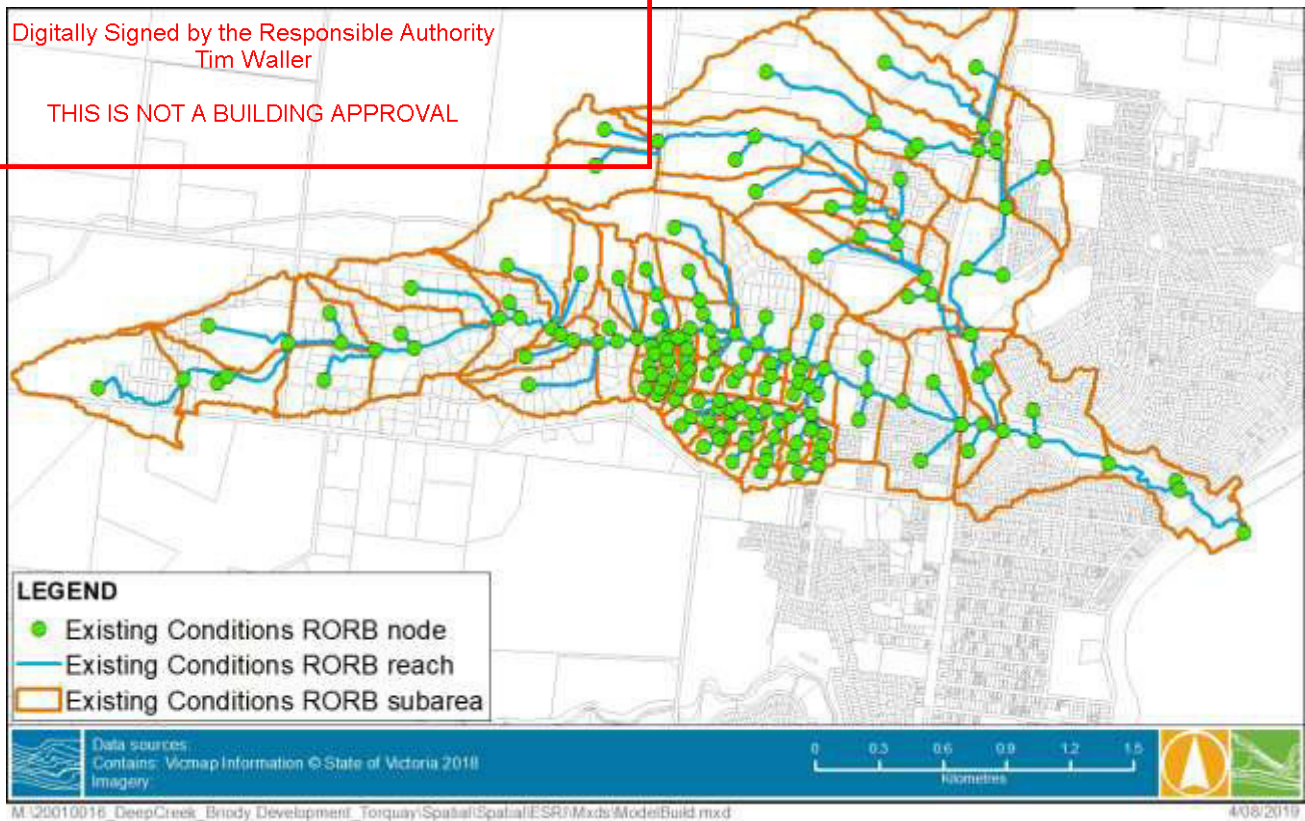 Digitally Signed by the Responsible Authority
Tim Waller
THIS IS NOT A BUILDING APPROVAL
LEGEND
Existing Conditions RORB node
Existing Conditions RORB reach
Existing Conditions RORB subarea
Data sources:
Contains: Vicmap Information © State of Victoria 2018
Imagery:
0 0.3 0.6 0.9 1.2 1.5
Kilometres
M:\20010016_DeepCreek_Briody Development_Torquay\Spatial\Spatial\ESRI\Mxds\ModelBuild.mxd
4/08/2019